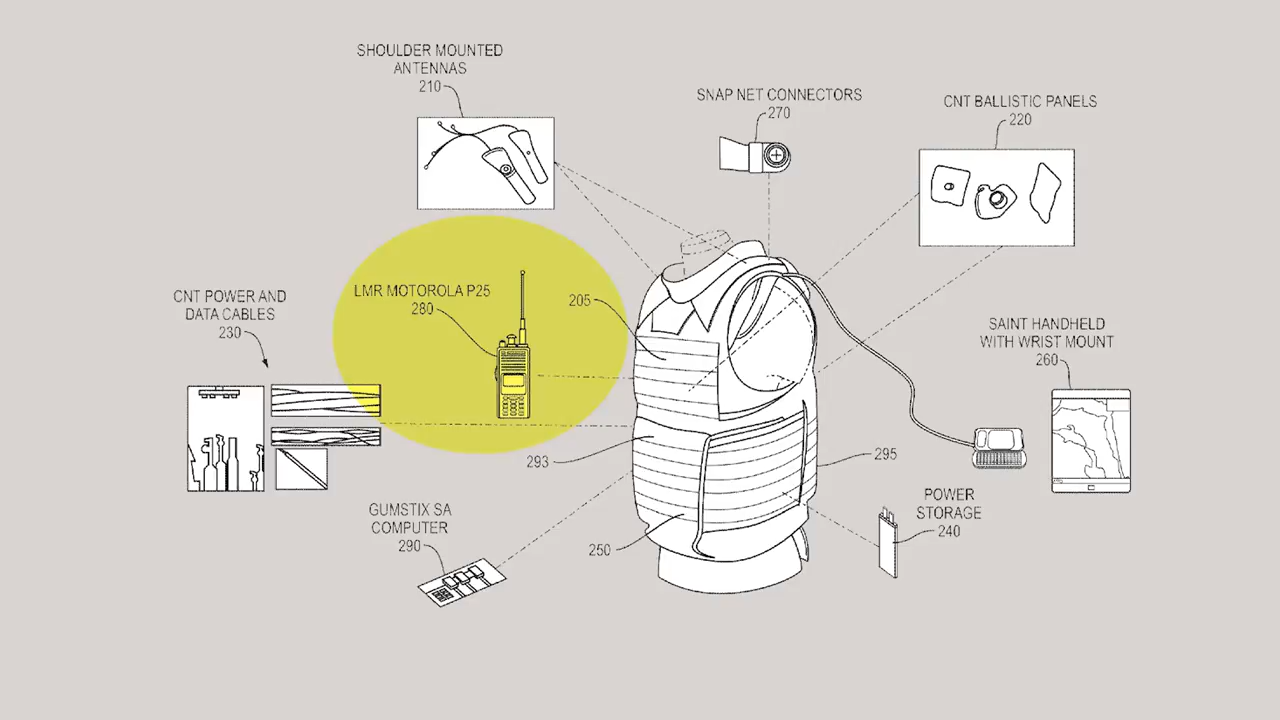 SHOULDER MOUNTED
ANTENNAS
210
SNAP NET CONNECTORS
270
CNT BALLISTIC PANELS
220
LMR MOTOROLA P25
280
205
CNT POWER AND
DATA CABLES
230
SAINT HANDHELD
WITH WRIST MOUNT
260
293
295
GUMSTIX SA
COMPUTER
290
250
POWER
STORAGE
240